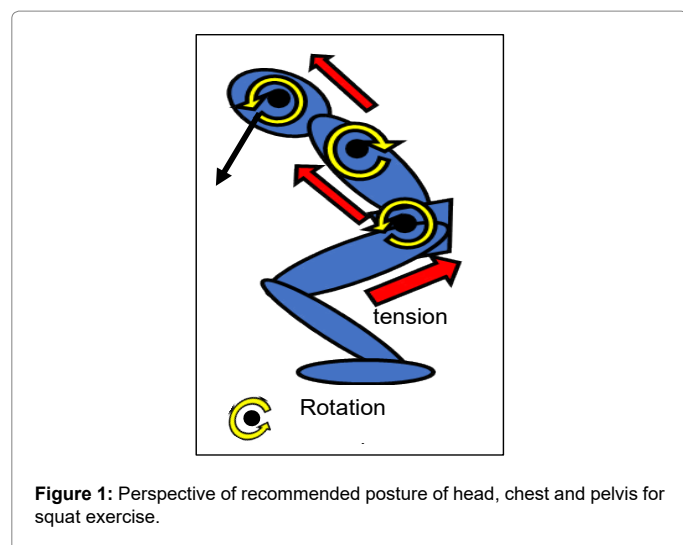 tension
Rotation
Figure 1: Perspective of recommended posture of head, chest and pelvis for
squat exercise.